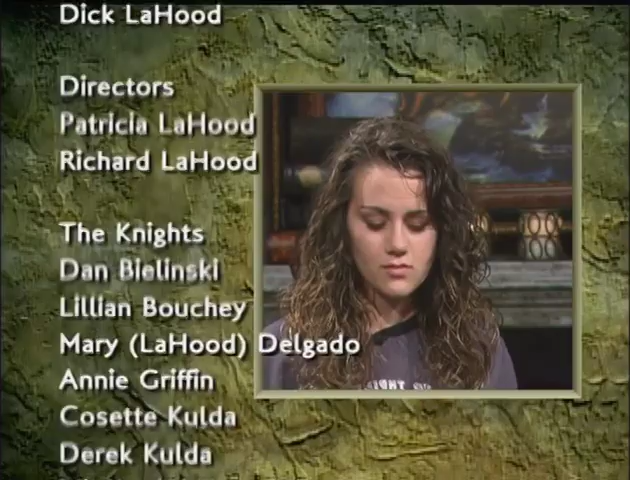 Dick LaHood
Directors
Patricia LaHood
Richard LaHood
The Knights
Dan Bielinski
Lillian Bouchey
Mary (LaHood) Delgado
Annie Griffin
Cosette Kulda
Derek Kulda